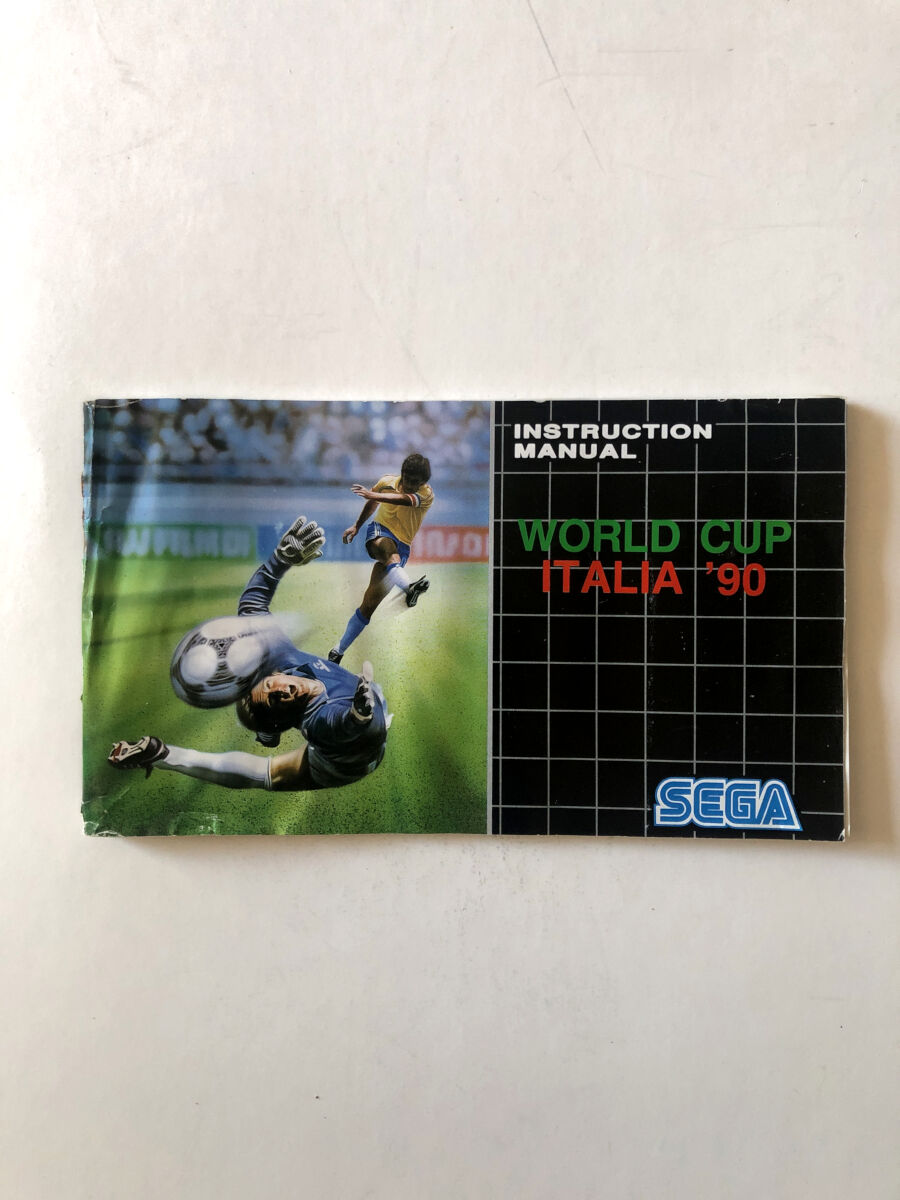 INSTRUCTION
MANUAL
WORLD CUP
ITALIA '90
SEGA